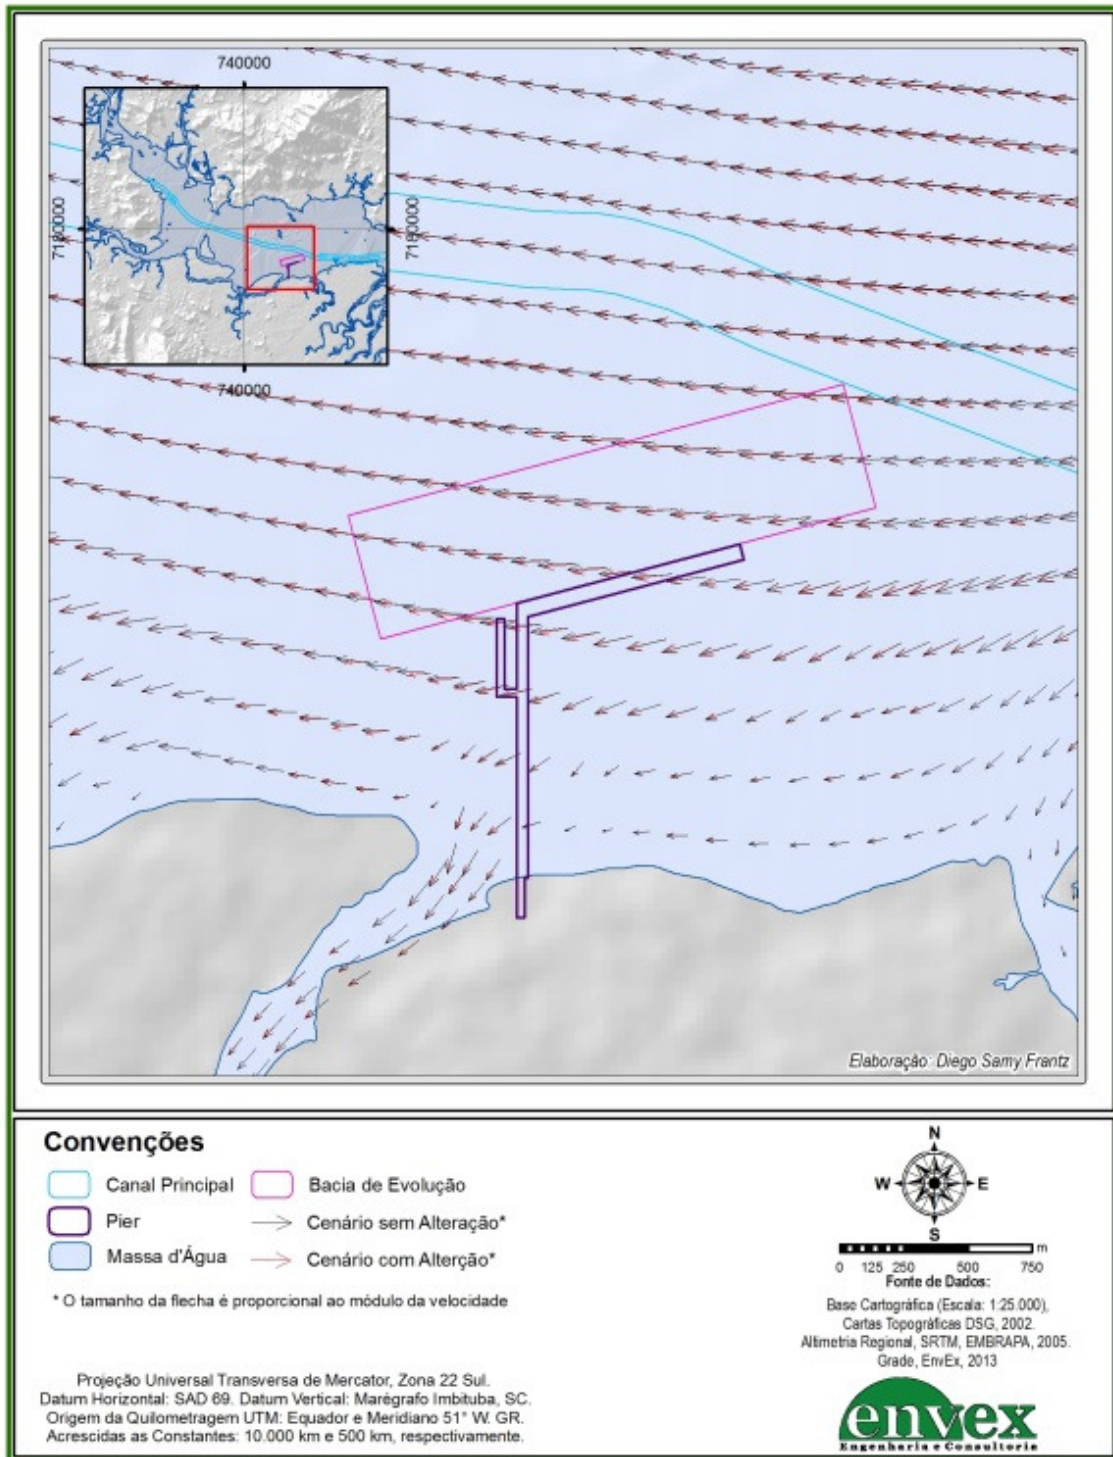 740000
7180000
7180000
740000
Elaboração: Diego Samy Frantz
Convenções
Canal Principal
Bacia de Evolução
Pier
Cenário sem Alteração*
Massa d'Água
Cenário com Alterção*
* O tamanho da flecha é proporcional ao módulo da velocidade
Projeção Universal Transversa de Mercator, Zona 22 Sul.
Datum Horizontal: SAD 69. Datum Vertical: Marégrafo Imbituba, SC.
Origem da Quilometragem UTM: Equador e Meridiano 51° W. GR.
Acrescidas as Constantes: 10.000 km e 500 km, respectivamente.
N
W E
S
m
0 125 250 500 750
Fonte de Dados:
Base Cartográfica (Escala: 1:25.000),
Cartas Topográficas DSG, 2002.
Altimetria Regional, SRTM, EMBRAPA, 2005.
Grade, EnvEx, 2013
envex
Engenharia e Consultoria